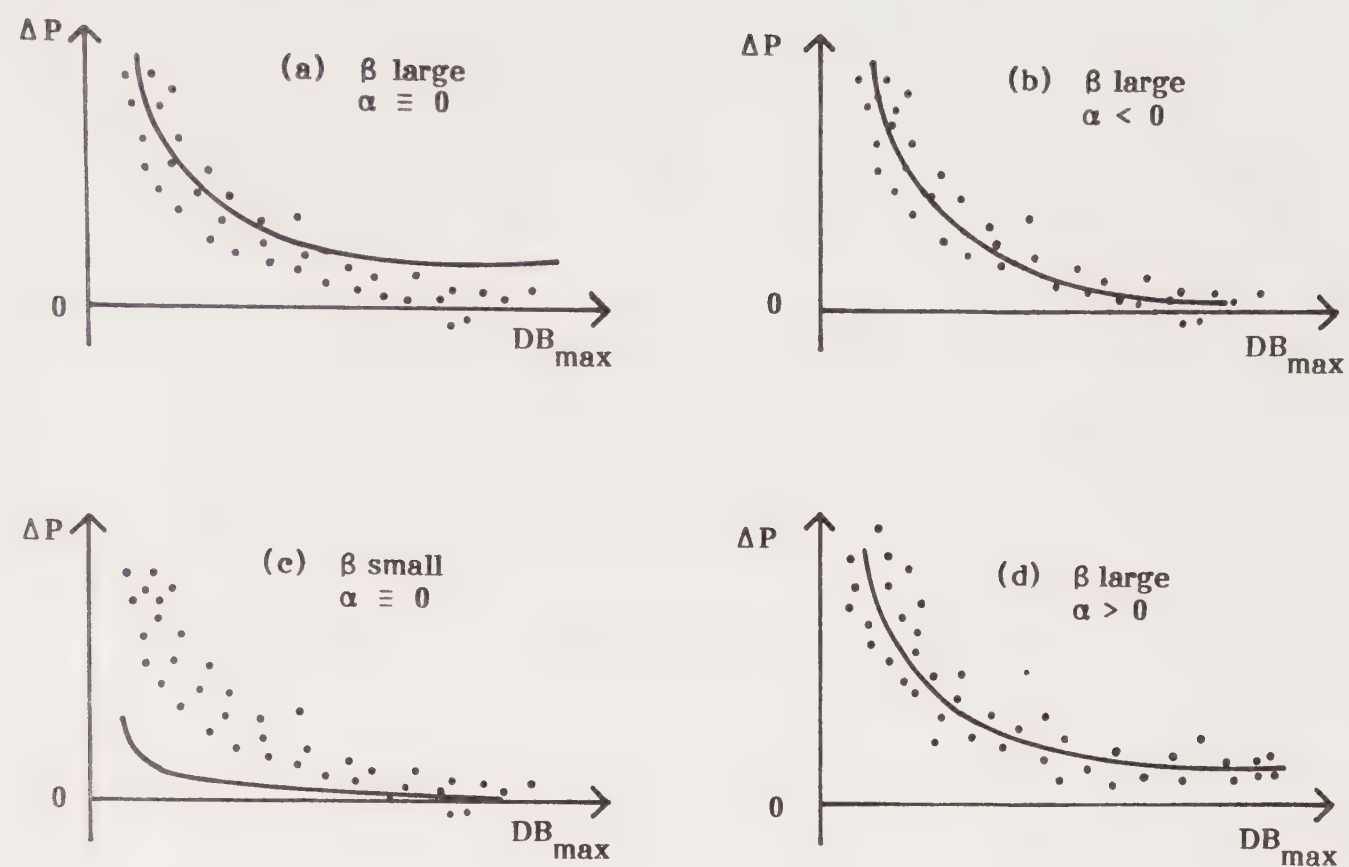 ΔP
(a) β large
α ≡ 0
0
DBmax
ΔP
(b) β large
α < 0
0
DBmax
ΔP
(c) β small
α ≡ 0
0
DBmax
ΔP
(d) β large
α > 0
0
DBmax